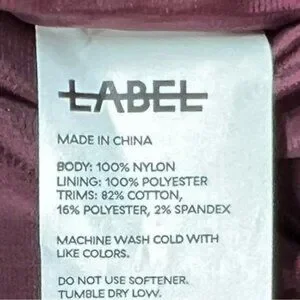 LABEL
MADE IN CHINA
BODY: 100% NYLON
LINING: 100% POLYESTER
TRIMS: 82% COTTON,
16% POLYESTER, 2% SPANDEX
MACHINE WASH COLD WITH
LIKE COLORS.
DO NOT USE SOFTENER.
TUMBLE DRY LOW.